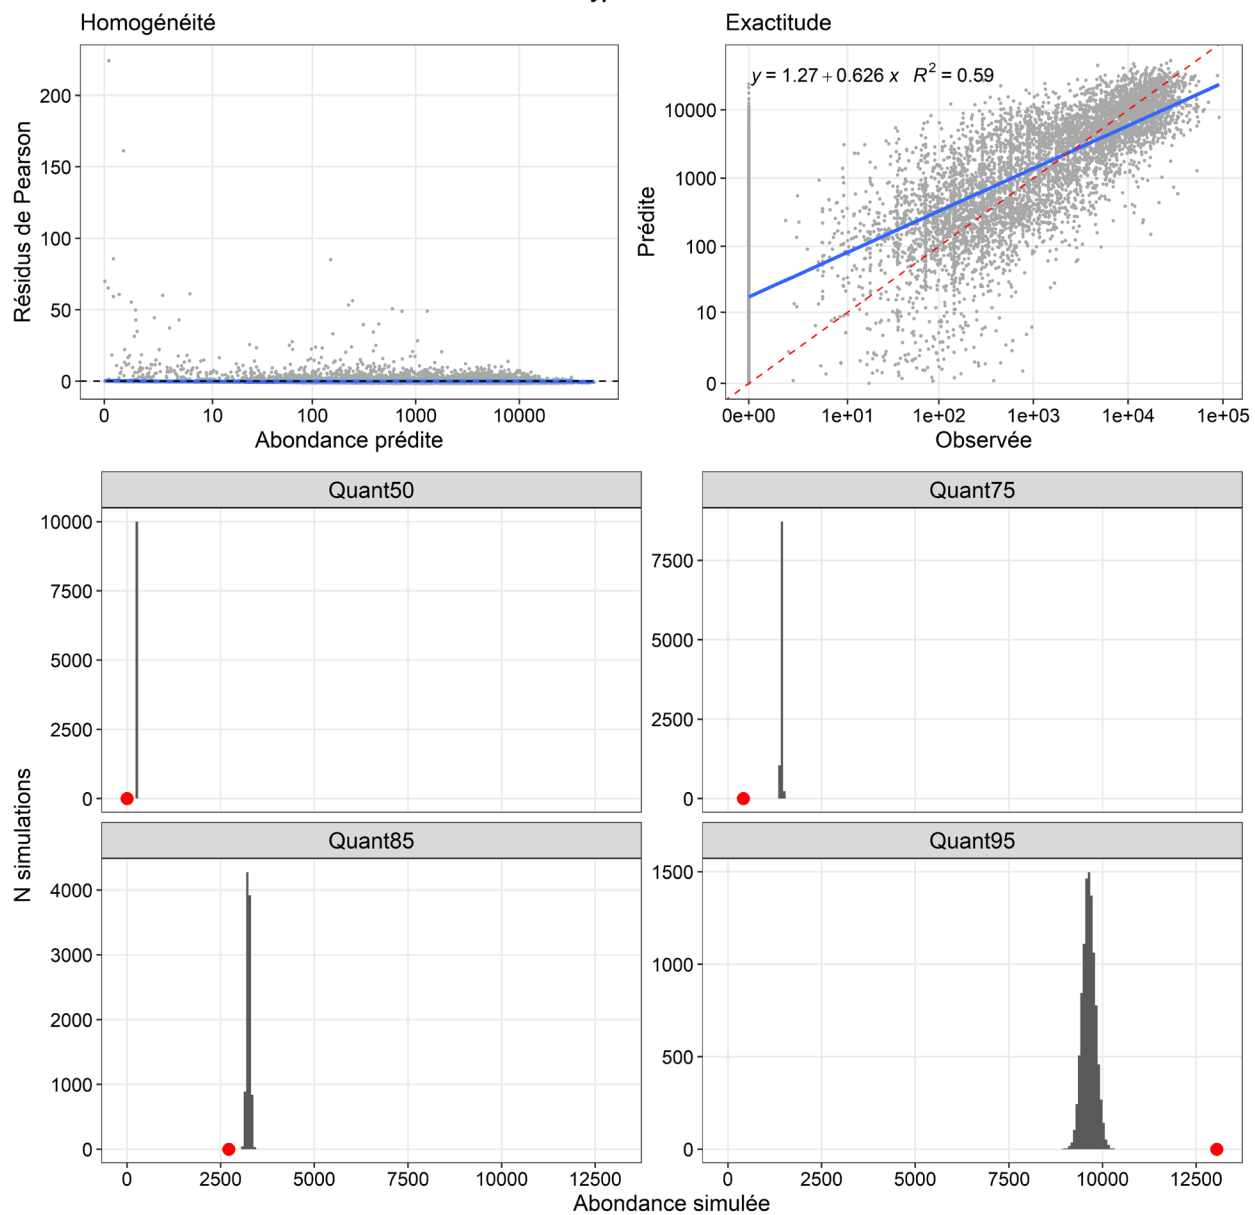 Homogénéité
Résidus de Pearson
200
150
100
50
0
0 10 100 1000 10000
Abondance prédite
Exactitude
y = 1.27 + 0.626 x R² = 0.59
Prédite
10000
1000
100
10
0
0e+00 1e+01 1e+02 1e+03 1e+04 1e+05
Observée
N simulations
Quant50
10000
7500
5000
2500
0
Quant75
7500
5000
2500
0
Quant85
4000
3000
2000
1000
0
0 2500 5000 7500 10000 12500
Quant95
1500
1000
500
0
0 2500 5000 7500 10000 12500
Abondance simulée